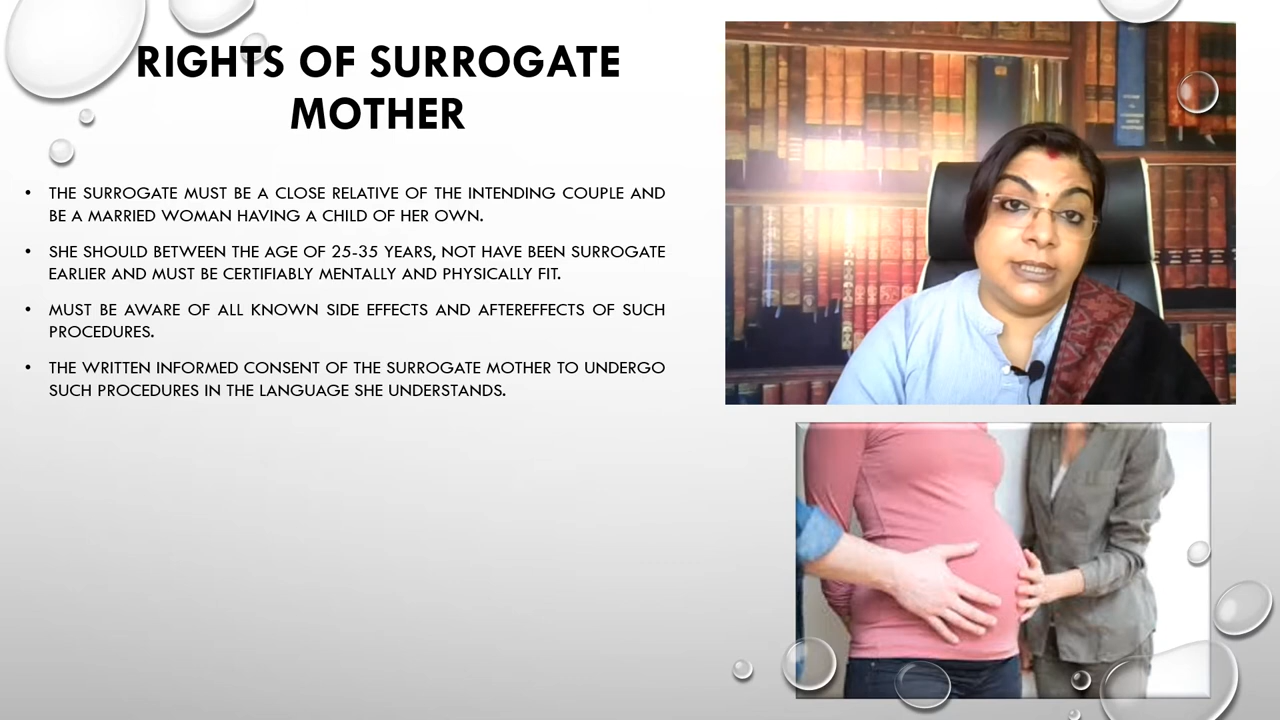 RIGHTS OF SURROGATE
MOTHER
• THE SURROGATE MUST BE A CLOSE RELATIVE OF THE INTENDING COUPLE AND
BE A MARRIED WOMAN HAVING A CHILD OF HER OWN.
• SHE SHOULD BETWEEN THE AGE OF 25-35 YEARS, NOT HAVE BEEN SURROGATE
EARLIER AND MUST BE CERTIFIABLY MENTALLY AND PHYSICALLY FIT.
• MUST BE AWARE OF ALL KNOWN SIDE EFFECTS AND AFTEREFFECTS OF SUCH
PROCEDURES.
• THE WRITTEN INFORMED CONSENT OF THE SURROGATE MOTHER TO UNDERGO
SUCH PROCEDURES IN THE LANGUAGE SHE UNDERSTANDS.